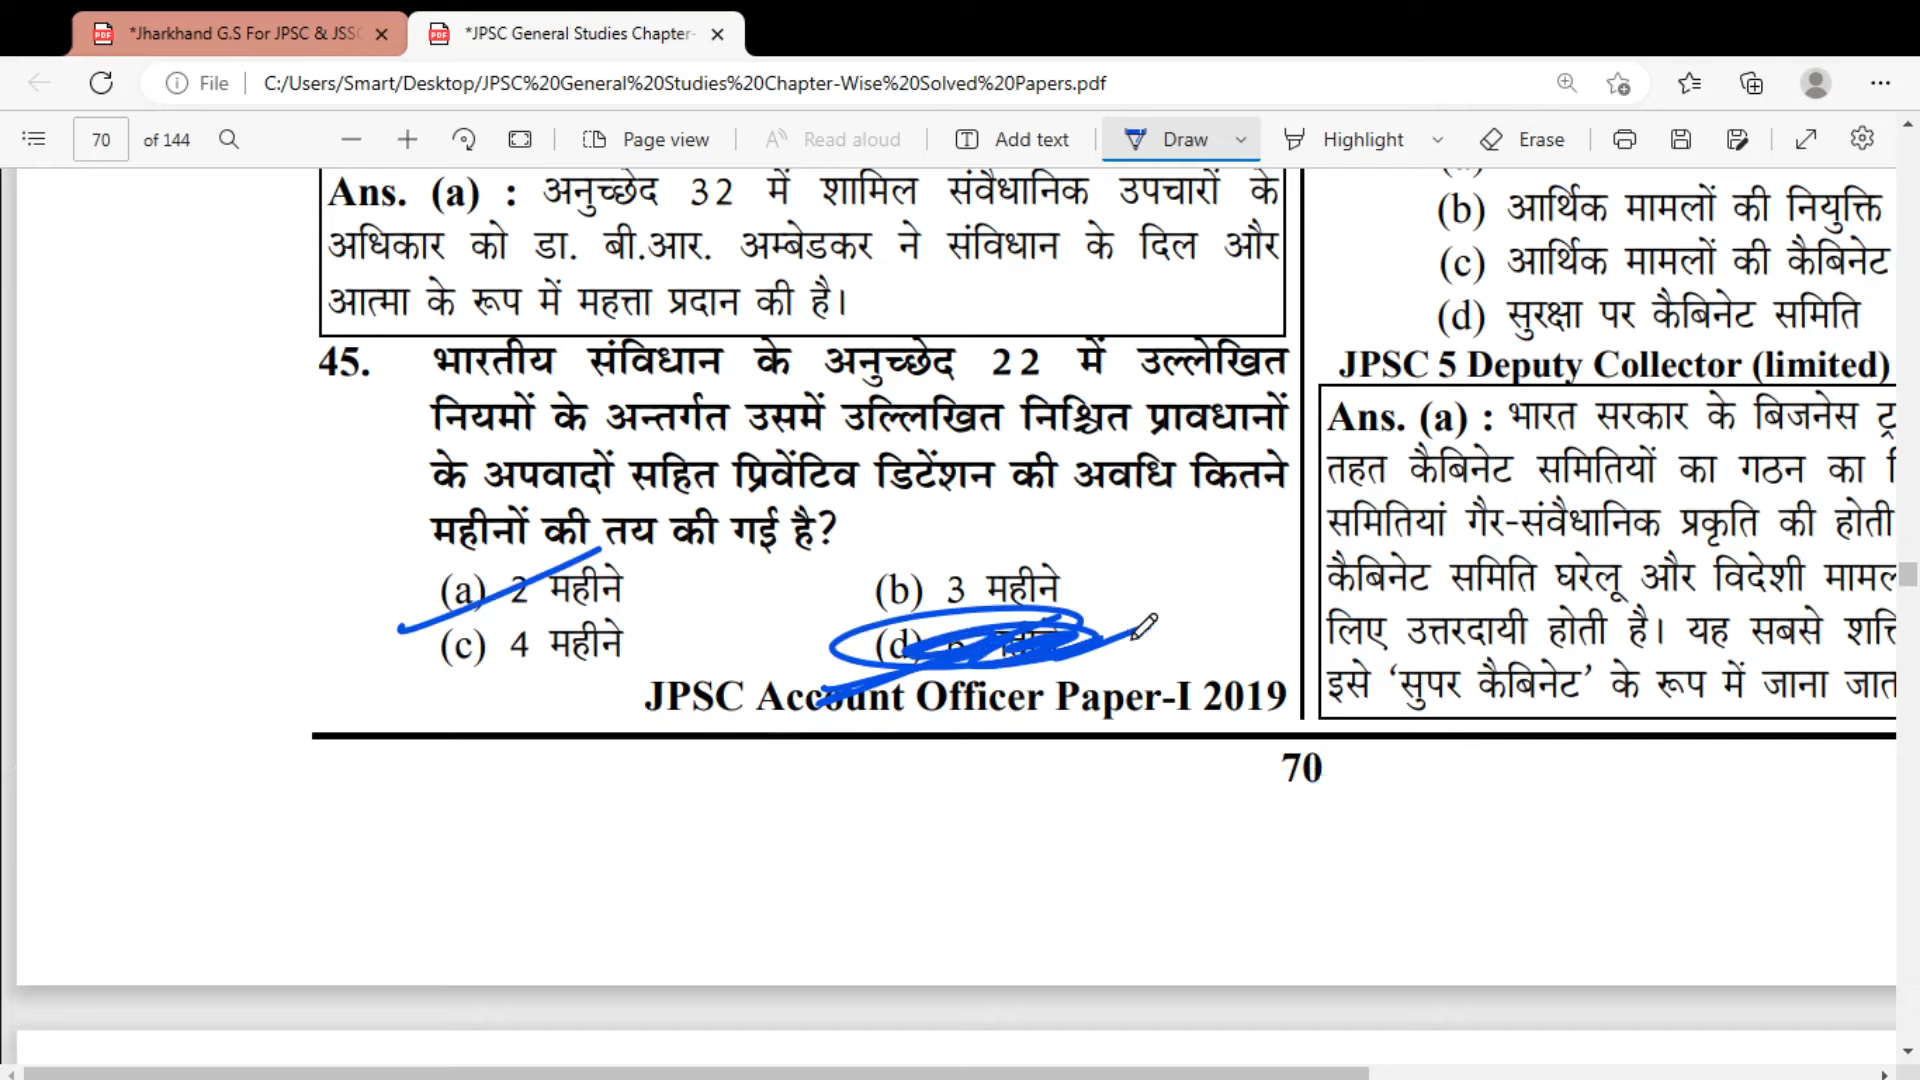 *Jharkhand G.S For JPSC & JSSC
*JPSC General Studies Chapter-
File
C:/Users/Smart/Desktop/JPSC%20General%20Studies%20Chapter-Wise%20Solved%20Papers.pdf
70 of 144
Page view
Read aloud
Add text
Draw
Highlight
Erase
Ans. (a) : अनुच्छेद 32 में शामिल संवैधानिक उपचारों के
अधिकार को डा. बी.आर. अम्बेडकर ने संविधान के दिल और
आत्मा के रूप में महत्ता प्रदान की है।
45. भारतीय संविधान के अनुच्छेद 22 में उल्लेखित
नियमों के अन्तर्गत उसमें उल्लिखित निश्चित प्रावधानों
के अपवादों सहित प्रिवेंटिव डिटेंशन की अवधि कितने
महीनों की तय की गई है?
(a) 2 महीने
(b) 3 महीने
(c) 4 महीने
(d)
JPSC Account Officer Paper-I 2019
(b) आर्थिक मामलों की नियुक्ति
(c) आर्थिक मामलों की कैबिनेट
(d) सुरक्षा पर कैबिनेट समिति
JPSC 5 Deputy Collector (limited)
Ans. (a) : भारत सरकार के बिजनेस
तहत कैबिनेट समितियों का गठन का
समितियां गैर-संवैधानिक प्रकृति की होती
कैबिनेट समिति घरेलू और विदेशी
लिए उत्तरदायी होती है। यह सबसे
इसे ‘सुपर कैबिनेट’ के रूप में जाना
70